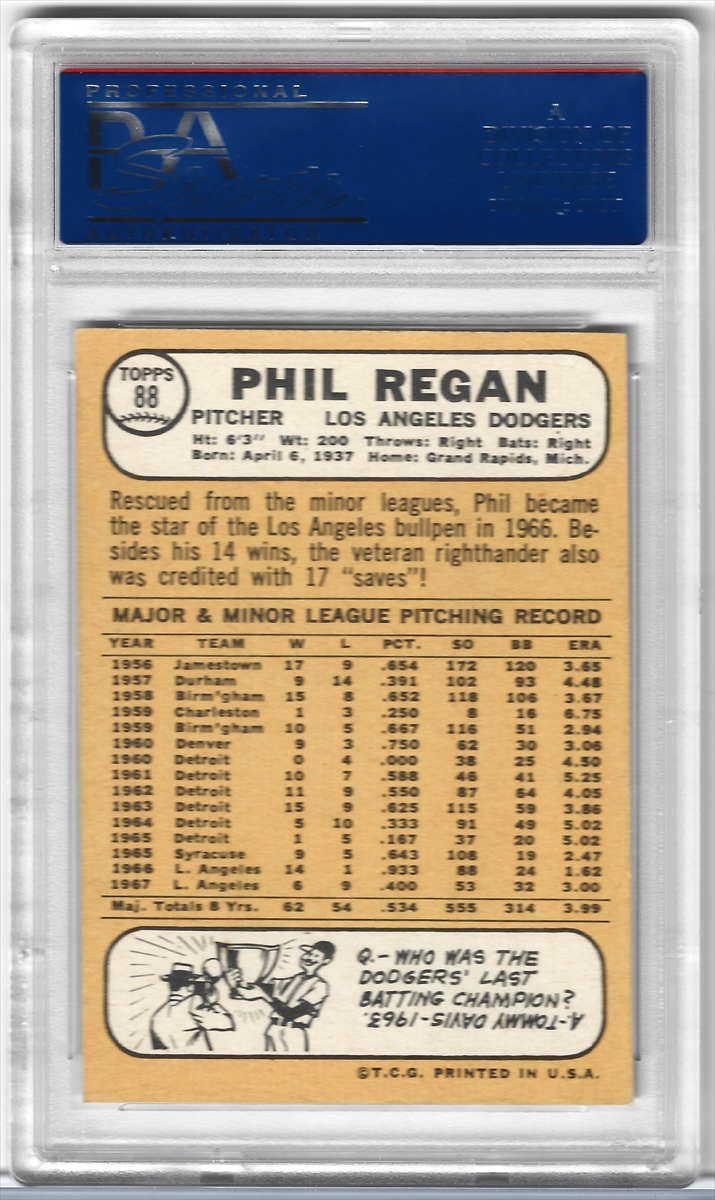 PROFESSIONAL
PSA
Sports
AUTHENTICATOR
A
DIVISION OF
COLLECTORS
UNIVERSE
TOPPS
88
PHIL REGAN
PITCHER LOS ANGELES DODGERS
Ht: 6'3" Wt: 200 Throws: Right Bats: Right
Born: April 6, 1937 Home: Grand Rapids, Mich.
Rescued from the minor leagues, Phil became
the star of the Los Angeles bullpen in 1966. Be-
sides his 14 wins, the veteran righthander also
was credited with 17 "saves"!
MAJOR & MINOR LEAGUE PITCHING RECORD
YEAR TEAM W L PCT. SO BB ERA
1956 Jamestown 17 9 .654 172 120 3.65
1957 Durham 9 14 .391 102 93 4.48
1958 Birm'gham 15 8 .652 118 106 3.67
1959 Charleston 1 3 .250 8 16 6.75
1959 Birm'gham 10 5 .667 116 51 2.94
1960 Denver 9 3 .750 62 30 3.06
1960 Detroit 0 4 .000 38 25 4.50
1961 Detroit 10 7 .588 46 41 5.25
1962 Detroit 11 9 .550 87 64 4.05
1963 Detroit 15 9 .625 115 59 3.86
1964 Detroit 5 10 .333 91 49 5.02
1965 Detroit 1 5 .167 37 20 5.02
1965 Syracuse 9 5 .643 108 19 2.47
1966 L. Angeles 14 1 .933 88 24 1.62
1967 L. Angeles 6 9 .400 53 32 3.00
Maj. Totals 8 Yrs. 62 54 .534 555 314 3.99
Q.- WHO WAS THE
DODGERS' LAST
BATTING CHAMPION?
A-TOMMY DAVIS-1963.
©T.C.G. PRINTED IN U.S.A.